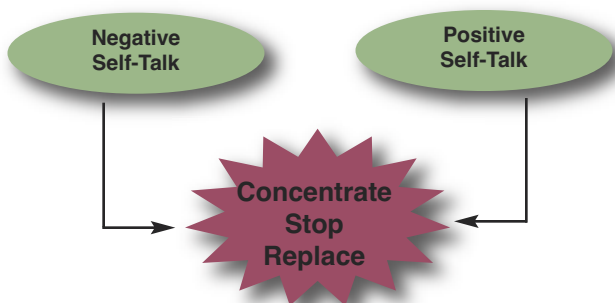 Negative
Self-Talk
Positive
Self-Talk
Concentrate
Stop
Replace